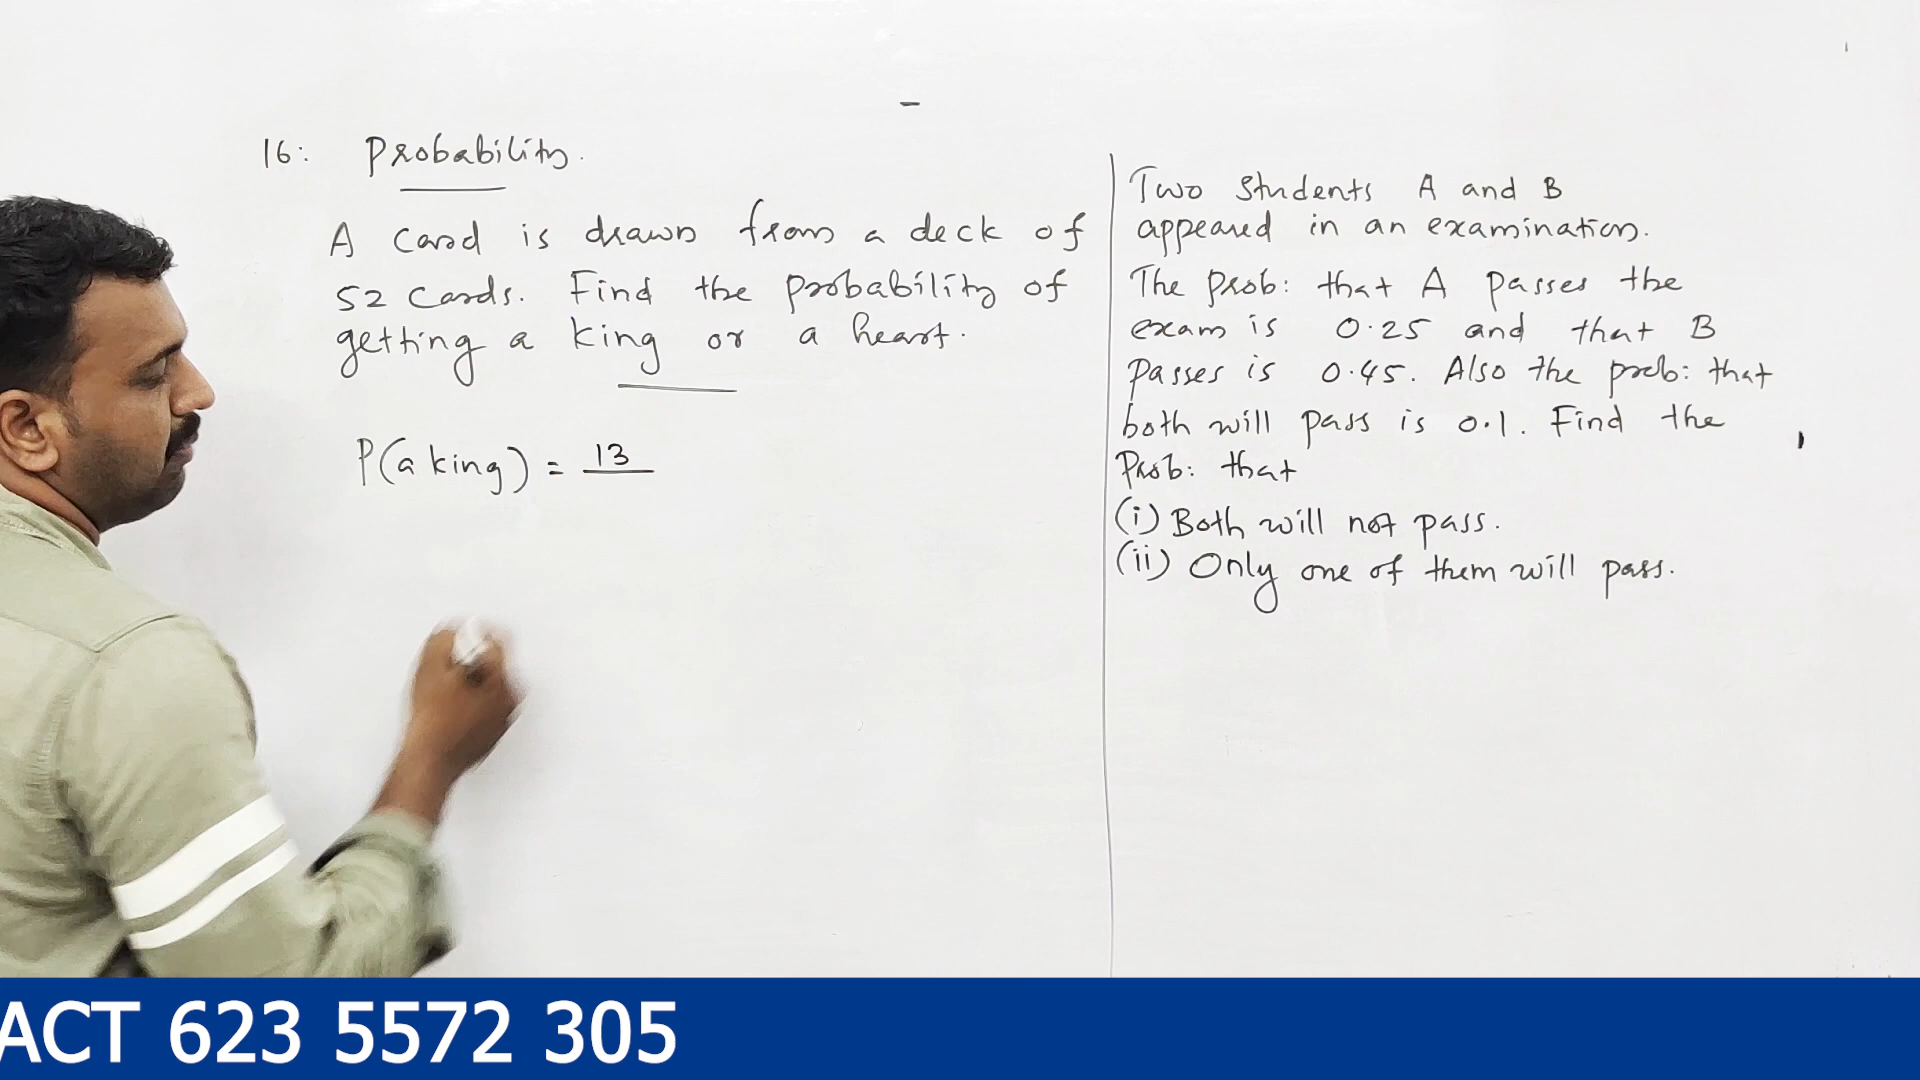 16: Probability.
A card is drawn from a deck of
52 cards. Find the probability of
getting a king or a heart.
P(a king) = 13
Two students A and B
appeared in an examination.
The prob: that A passes the
exam is 0.25 and that B
passes is 0.45. Also the prob: that
both will pass is 0.1. Find the
Prob: that
(i) Both will not pass.
(ii) Only one of them will pass.
ACT 623 5572 305